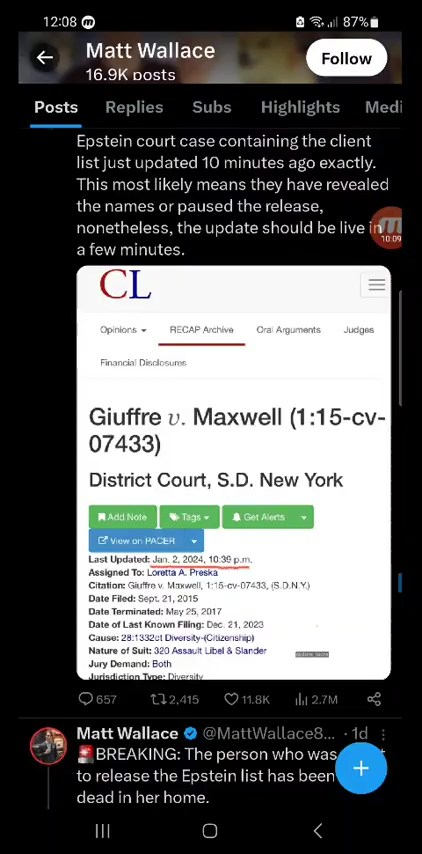 12:08
87%
Matt Wallace
16.9K posts
Follow
Posts Replies Subs Highlights Medi
Epstein court case containing the client
list just updated 10 minutes ago exactly.
This most likely means they have revealed
the names or paused the release,
nonetheless, the update should be live in
a few minutes.
10:09
CL
Opinions RECAP Archive Oral Arguments Judges
Financial Disclosures
Giuffre v. Maxwell (1:15-cv-
07433)
District Court, S.D. New York
Add Note Tags Get Alerts
View on PACER
Last Updated: Jan. 2, 2024, 10:39 p.m.
Assigned To: Loretta A. Preska
Citation: Giuffre v. Maxwell, 1:15-cv-07433, (S.D.N.Y.)
Date Filed: Sept. 21, 2015
Date Terminated: May 25, 2017
Date of Last Known Filing: Dec. 21, 2023
Cause: 28:1332ct Diversity-(Citizenship)
Nature of Suit: 320 Assault Libel & Slander
Jury Demand: Both
Jurisdiction Type: Diversity
657 2,415 11.8K 2.7M
Matt Wallace @MattWallace8... · 1d
🚨BREAKING: The person who was
to release the Epstein list has been
dead in her home.